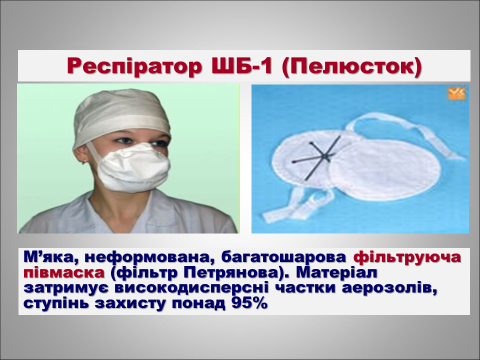 Респіратор ШБ-1 (Пелюсток)
М’яка, неформована, багатошарова фільтруюча
півмаска (фільтр Петрянова). Матеріал
затримує високодисперсні частки аерозолів,
ступінь захисту понад 95%